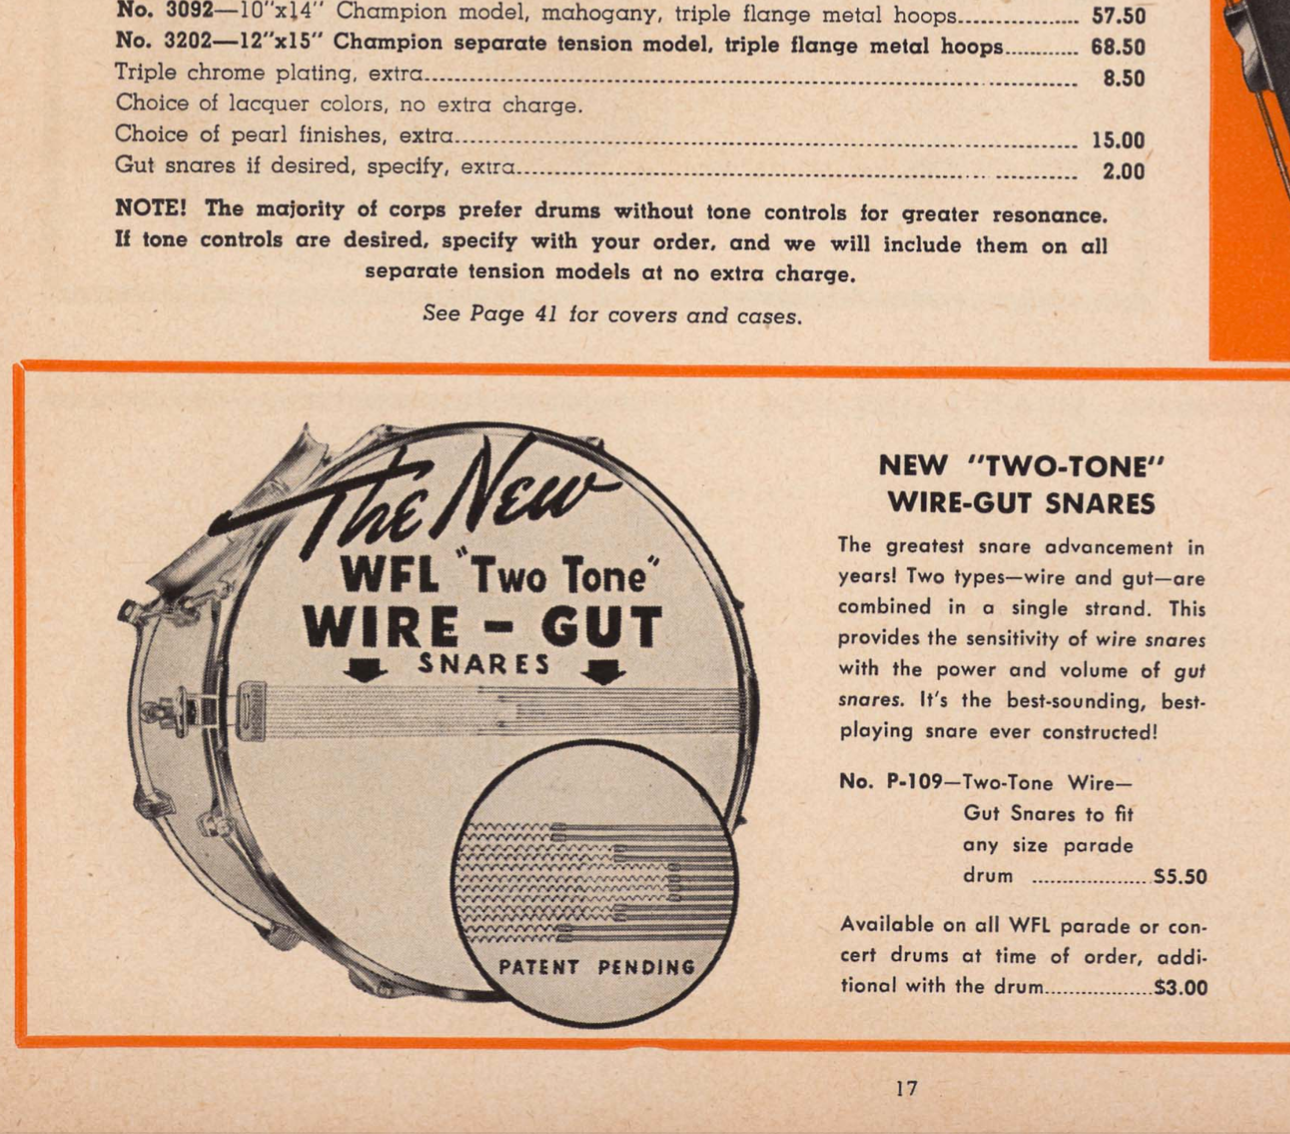 No. 3092—10"x14" Champion model, mahogany, triple flange metal hoops................. 57.50
No. 3202—12"x15" Champion separate tension model, triple flange metal hoops........... 68.50
Triple chrome plating, extra.................................................................................................... 8.50
Choice of lacquer colors, no extra charge.
Choice of pearl finishes, extra.............................................................................................. 15.00
Gut snares if desired, specify, extra..................................................................................... 2.00
NOTE! The majority of corps prefer drums without tone controls for greater resonance.
If tone controls are desired, specify with your order, and we will include them on all
separate tension models at no extra charge.
See Page 41 for covers and cases.
The New
WFL "Two Tone"
WIRE - GUT
SNARES
PATENT PENDING
NEW "TWO-TONE"
WIRE-GUT SNARES
The greatest snare advancement in
years! Two types—wire and gut—are
combined in a single strand. This
provides the sensitivity of wire snares
with the power and volume of gut
snares. It's the best-sounding, best-
playing snare ever constructed!
No. P-109—Two-Tone Wire—
Gut Snares to fit
any size parade
drum ....................$5.50
Available on all WFL parade or con-
cert drums at time of order, addi-
tional with the drum..................$3.00
17